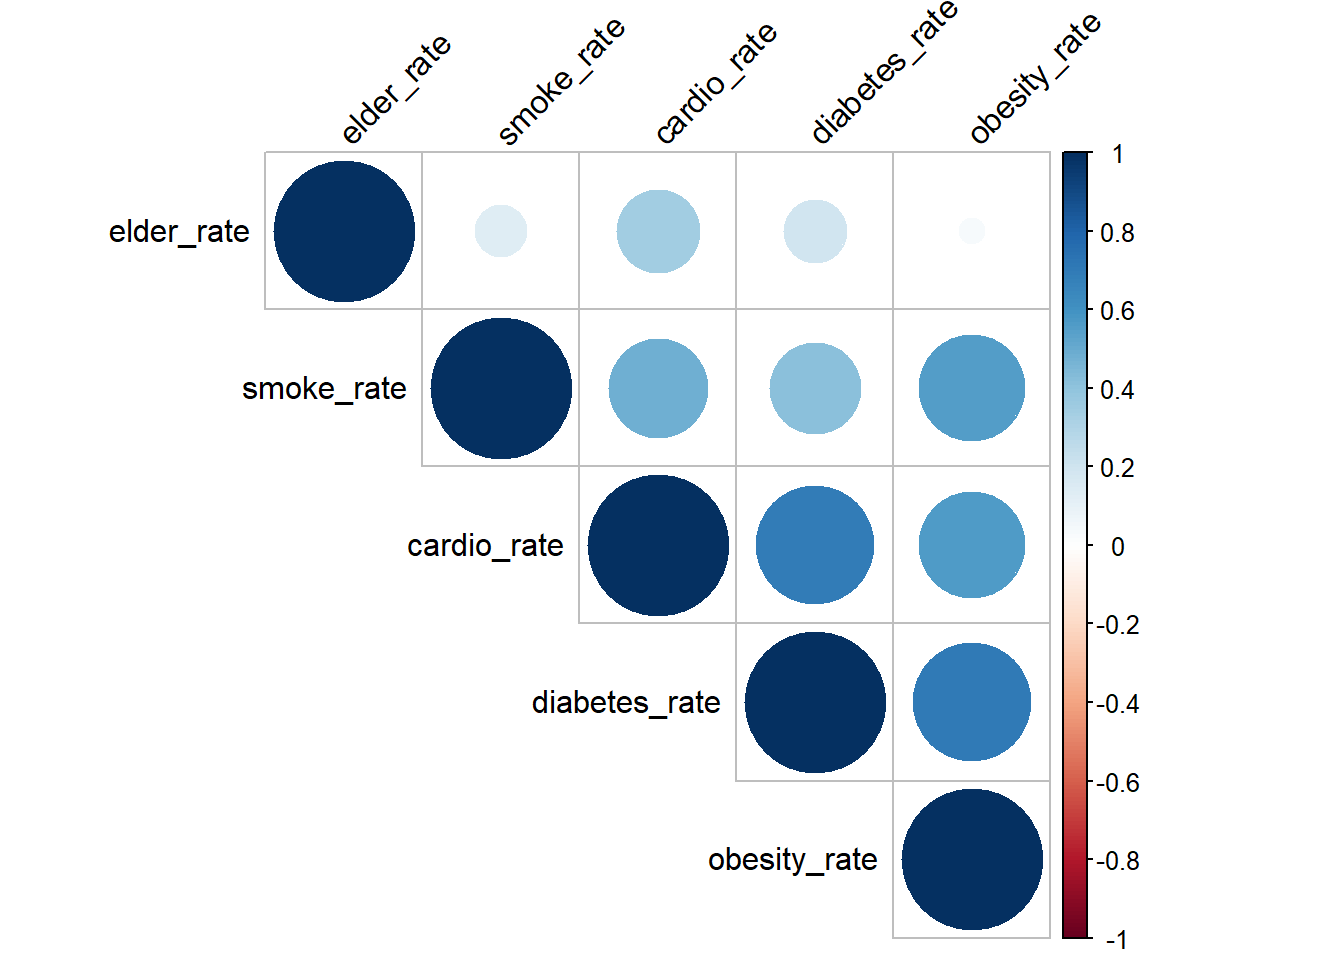 elder_rate
smoke_rate
cardio_rate
diabetes_rate
obesity_rate
elder_rate
smoke_rate
cardio_rate
diabetes_rate
obesity_rate
1
0.8
0.6
0.4
0.2
0
-0.2
-0.4
-0.6
-0.8
-1